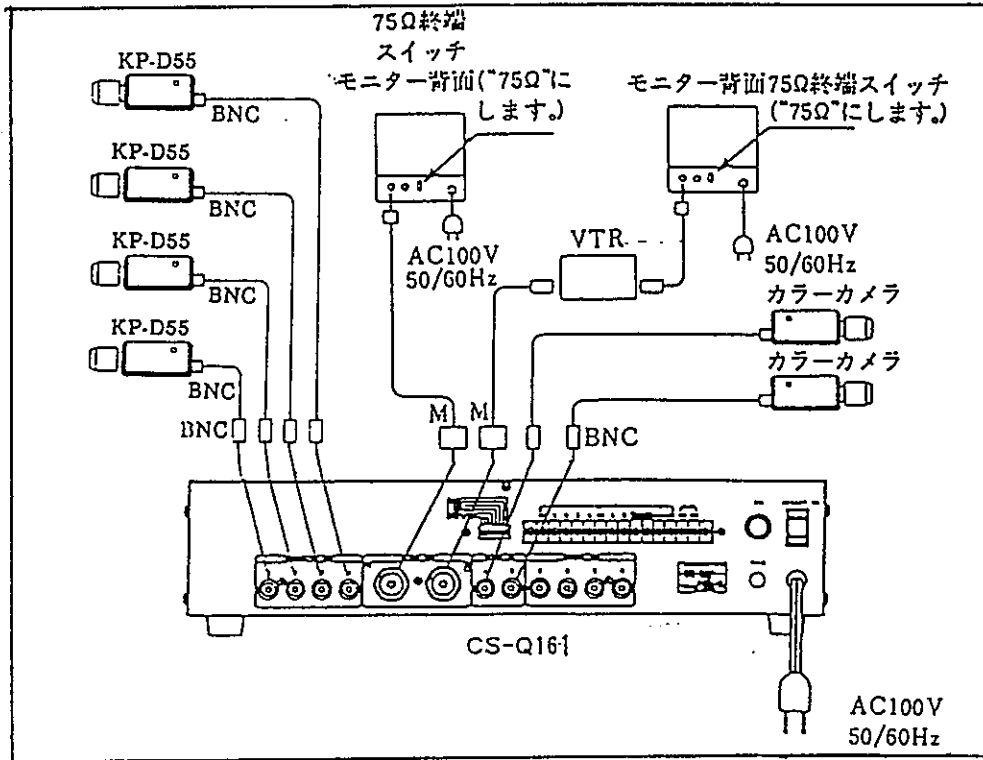 75Ω終端
スイッチ
モニター背面("75Ω"に
します。)
モニター背面75Ω終端スイッチ
("75Ω"にします。)
KP-D55
BNC
KP-D55
BNC
KP-D55
BNC
KP-D55
BNC
BNC
AC100V
50/60Hz
VTR
AC100V
50/60Hz
カラーカメラ
カラーカメラ
M
M
BNC
CS-Q16-1
AC100V
50/60Hz